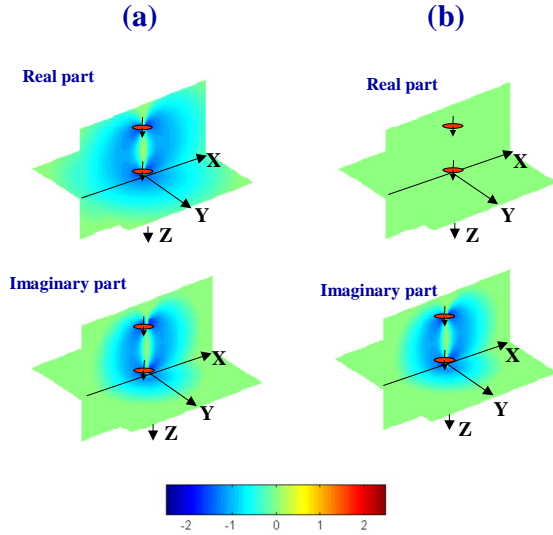 (a) (b)
Real part Real part
X X
Y Y
Z Z
Imaginary part Imaginary part
X X
Y Y
Z Z
-2 -1 0 1 2